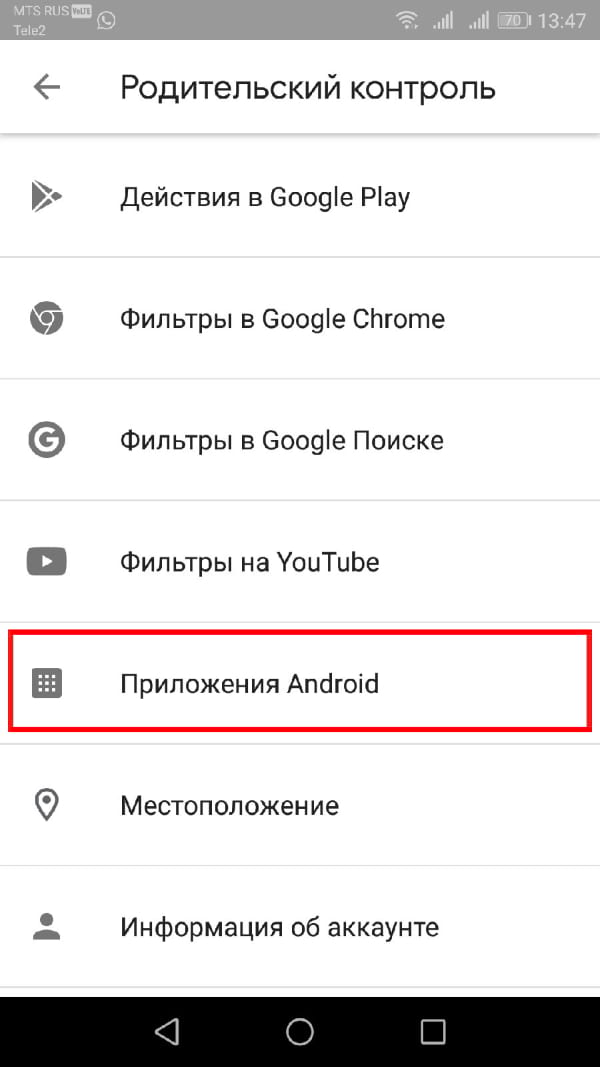 MTS RUS VoLTE
Tele2
70 13:47
Родительский контроль
Действия в Google Play
Фильтры в Google Chrome
Фильтры в Google Поиске
Фильтры на YouTube
Приложения Android
Местоположение
Информация об аккаунте